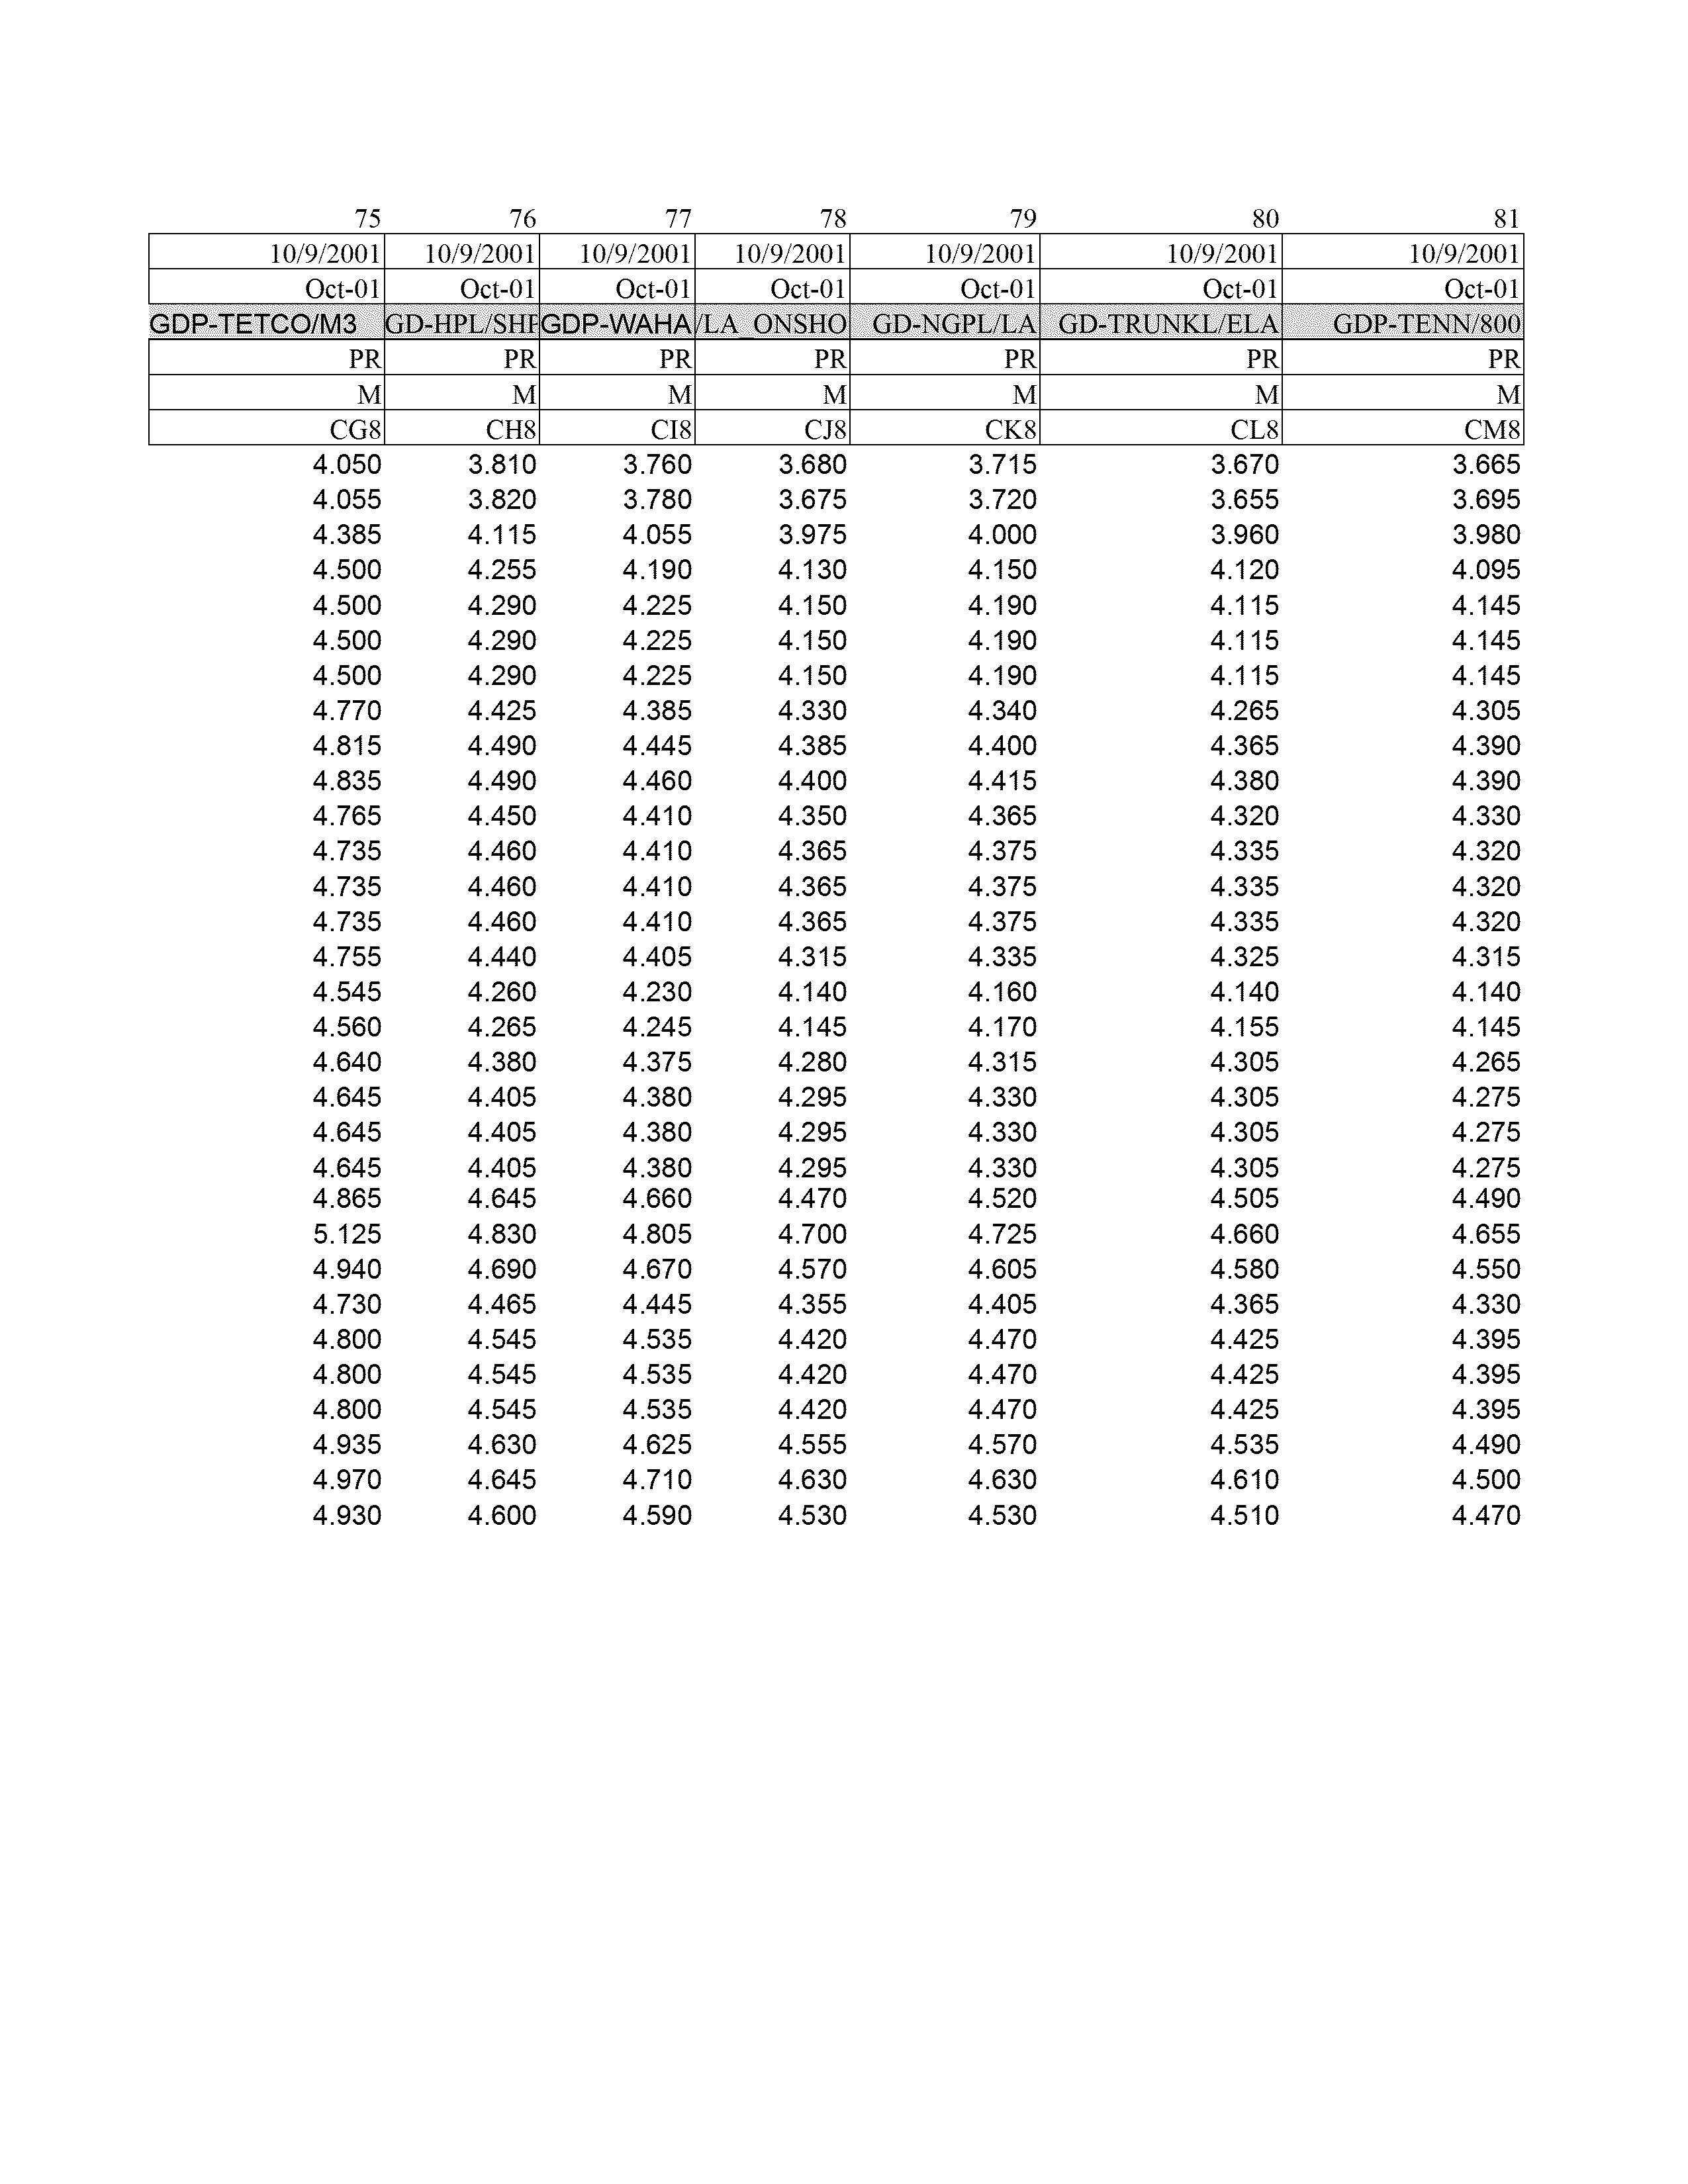 75 76 77 78 79 80 81
10/9/2001 10/9/2001 10/9/2001 10/9/2001 10/9/2001 10/9/2001 10/9/2001
Oct-01 Oct-01 Oct-01 Oct-01 Oct-01 Oct-01 Oct-01
GDP-TETCO/M3 GD-HPL/SHF GDP-WAHA /LA_ONSHO GD-NGPL/LA GD-TRUNKL/ELA GDP-TENN/800
PR PR PR PR PR PR PR
M M M M M M M
CG8 CH8 CI8 CJ8 CK8 CL8 CM8
4.050 3.810 3.760 3.680 3.715 3.670 3.665
4.055 3.820 3.780 3.675 3.720 3.655 3.695
4.385 4.115 4.055 3.975 4.000 3.960 3.980
4.500 4.255 4.190 4.130 4.150 4.120 4.095
4.500 4.290 4.225 4.150 4.190 4.115 4.145
4.500 4.290 4.225 4.150 4.190 4.115 4.145
4.500 4.290 4.225 4.150 4.190 4.115 4.145
4.770 4.425 4.385 4.330 4.340 4.265 4.305
4.815 4.490 4.445 4.385 4.400 4.365 4.390
4.835 4.490 4.460 4.400 4.415 4.380 4.390
4.765 4.450 4.410 4.350 4.365 4.320 4.330
4.735 4.460 4.410 4.365 4.375 4.335 4.320
4.735 4.460 4.410 4.365 4.375 4.335 4.320
4.735 4.460 4.410 4.365 4.375 4.335 4.320
4.755 4.440 4.405 4.315 4.335 4.325 4.315
4.545 4.260 4.230 4.140 4.160 4.140 4.140
4.560 4.265 4.245 4.145 4.170 4.155 4.145
4.640 4.380 4.375 4.280 4.315 4.305 4.265
4.645 4.405 4.380 4.295 4.330 4.305 4.275
4.645 4.405 4.380 4.295 4.330 4.305 4.275
4.645 4.405 4.380 4.295 4.330 4.305 4.275
4.865 4.645 4.660 4.470 4.520 4.505 4.490
5.125 4.830 4.805 4.700 4.725 4.660 4.655
4.940 4.690 4.670 4.570 4.605 4.580 4.550
4.730 4.465 4.445 4.355 4.405 4.365 4.330
4.800 4.545 4.535 4.420 4.470 4.425 4.395
4.800 4.545 4.535 4.420 4.470 4.425 4.395
4.800 4.545 4.535 4.420 4.470 4.425 4.395
4.935 4.630 4.625 4.555 4.570 4.535 4.490
4.970 4.645 4.710 4.630 4.630 4.610 4.500
4.930 4.600 4.590 4.530 4.530 4.510 4.470